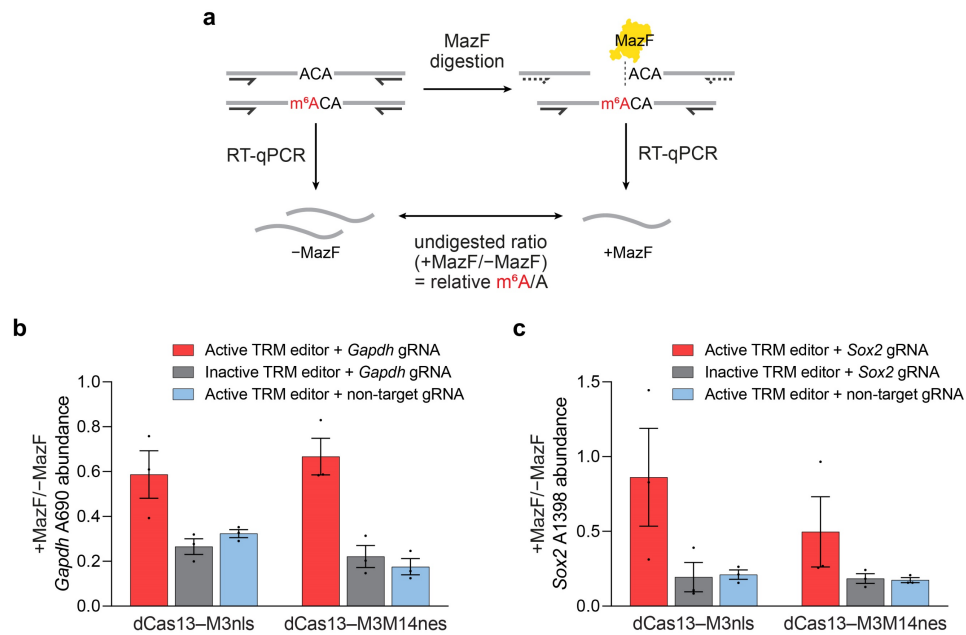 a
MazF
digestion
MazF
ACA
ACA
m⁶ACA
m⁶ACA
RT-qPCR
RT-qPCR
−MazF
undigested ratio
(+MazF/−MazF)
= relative m⁶A/A
+MazF
b
Active TRM editor + Gapdh gRNA
Inactive TRM editor + Gapdh gRNA
Active TRM editor + non-target gRNA
+MazF/−MazF
Gapdh A690 abundance
1.0
0.8
0.6
0.4
0.2
0.0
dCas13–M3nls
dCas13–M3M14nes
c
Active TRM editor + Sox2 gRNA
Inactive TRM editor + Sox2 gRNA
Active TRM editor + non-target gRNA
+MazF/−MazF
Sox2 A1398 abundance
1.5
1.0
0.5
0.0
dCas13–M3nls
dCas13–M3M14nes